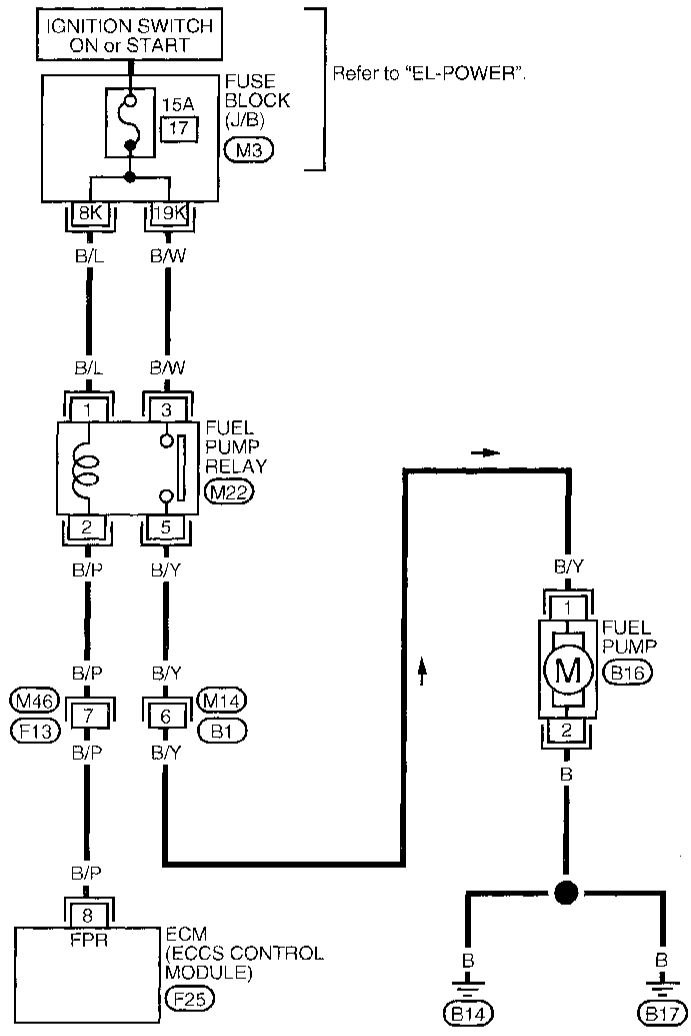 IGNITION SWITCH
ON or START
Refer to "EL-POWER".
FUSE
BLOCK
(J/B)
15A
17
M3
8K
19K
B/L
B/W
B/L
B/W
1
3
FUEL
PUMP
RELAY
M22
2
5
B/P
B/Y
B/Y
1
FUEL
PUMP
M
B16
B/P
B/Y
M46
7
6
M14
F13
B1
2
B/P
B/Y
B
B/P
8
FPR
ECM
(ECCS CONTROL
MODULE)
F25
B
B
B14
B17